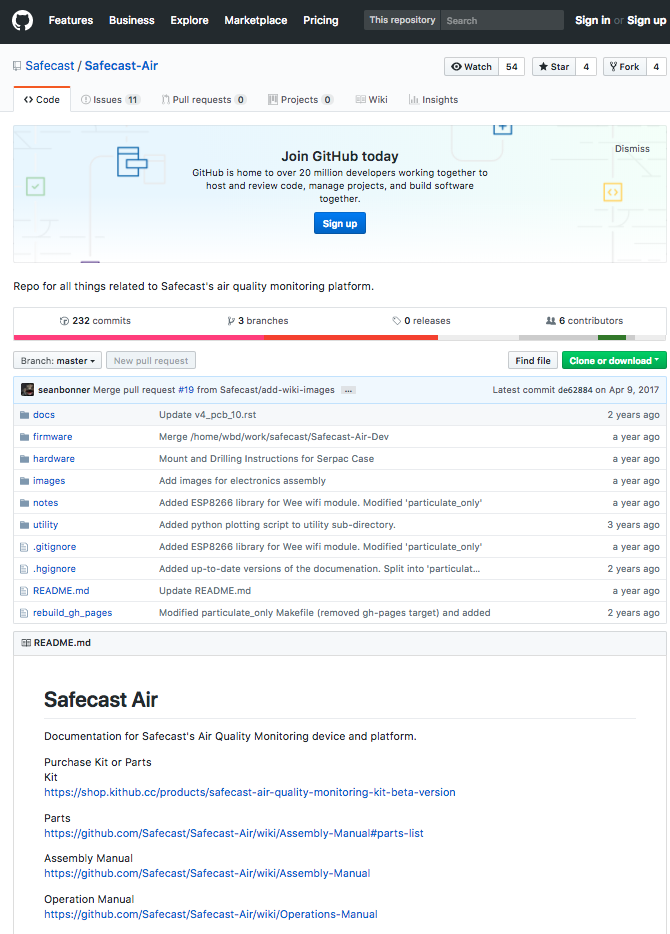 Features Business Explore Marketplace Pricing This repository Search Sign in or Sign up
Safecast / Safecast-Air Watch 54 Star 4 Fork 4
Code Issues 11 Pull requests 0 Projects 0 Wiki Insights
Dismiss
Join GitHub today
GitHub is home to over 20 million developers working together to
host and review code, manage projects, and build software
together.
Sign up
Repo for all things related to Safecast's air quality monitoring platform.
232 commits 3 branches 0 releases 6 contributors
Branch: master New pull request Find file Clone or download
seanbonner Merge pull request #19 from Safecast/add-wiki-images ... Latest commit de62884 on Apr 9, 2017
docs Update v4_pcb_10.rst 2 years ago
firmware Merge /home/wbd/work/safecast/Safecast-Air-Dev a year ago
hardware Mount and Drilling Instructions for Serpac Case a year ago
images Add images for electronics assembly a year ago
notes Added ESP8266 library for Wee wifi module. Modified 'particulate_only' a year ago
utility Added python plotting script to utility sub-directory. 3 years ago
.gitignore Added ESP8266 library for Wee wifi module. Modified 'particulate_only' a year ago
.hgignore Added up-to-date versions of the documenation. Split into 'particulat... 2 years ago
README.md Update README.md a year ago
rebuild_gh_pages Modified particulate_only Makefile (removed gh-pages target) and added 2 years ago
README.md
Safecast Air
Documentation for Safecast's Air Quality Monitoring device and platform.
Purchase Kit or Parts
Kit
https://shop.kithub.cc/products/safecast-air-quality-monitoring-kit-beta-version
Parts
https://github.com/Safecast/Safecast-Air/wiki/Assembly-Manual#parts-list
Assembly Manual
https://github.com/Safecast/Safecast-Air/wiki/Assembly-Manual
Operation Manual
https://github.com/Safecast/Safecast-Air/wiki/Operations-Manual